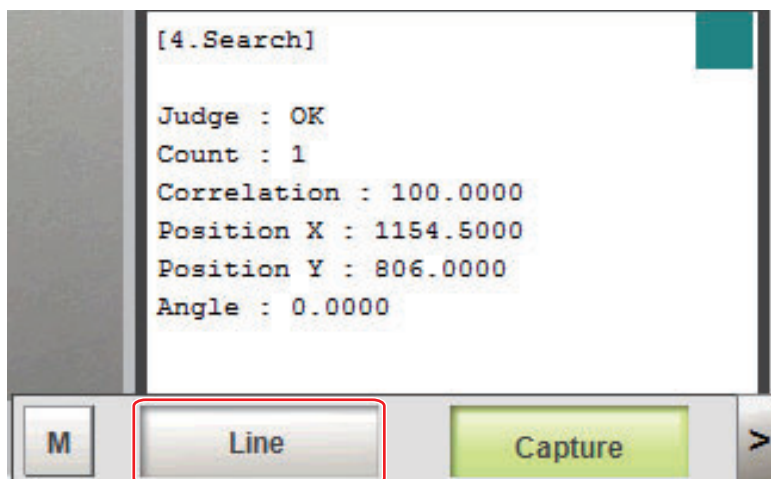 [4.Search]
Judge : OK
Count : 1
Correlation : 100.0000
Position X : 1154.5000
Position Y : 806.0000
Angle : 0.0000
M Line Capture >